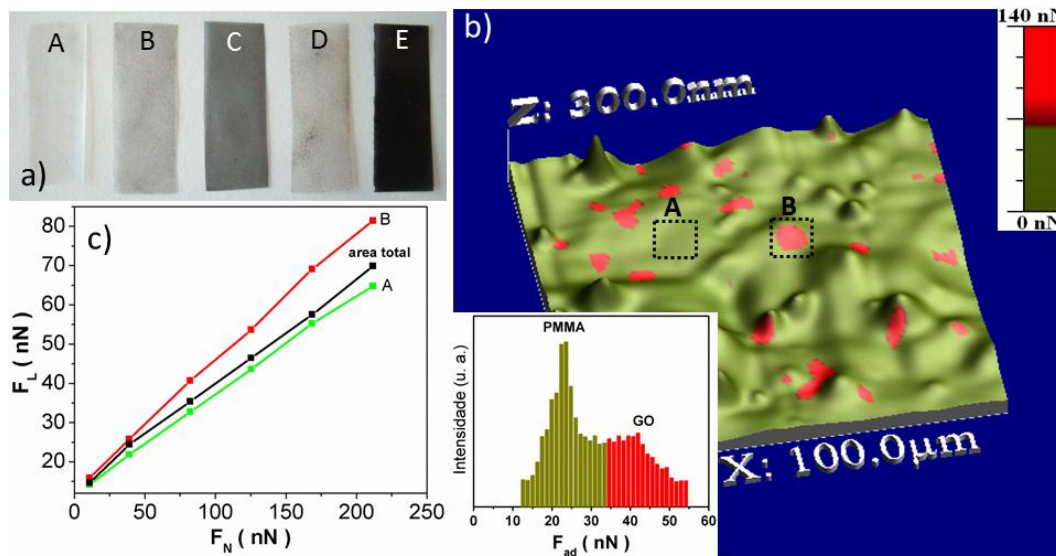 A B C D E
a)
b)
140 nN
0 nN
Z: 300.0nm
A B
X: 100.0µm
c)
80
70
60
50
40
30
20
F_L ( nN )
B
area total
A
0 50 100 150 200 250
F_N ( nN )
PMMA
GO
Intensidade (u. a.)
0 10 20 30 40 50 60
F_ad ( nN )